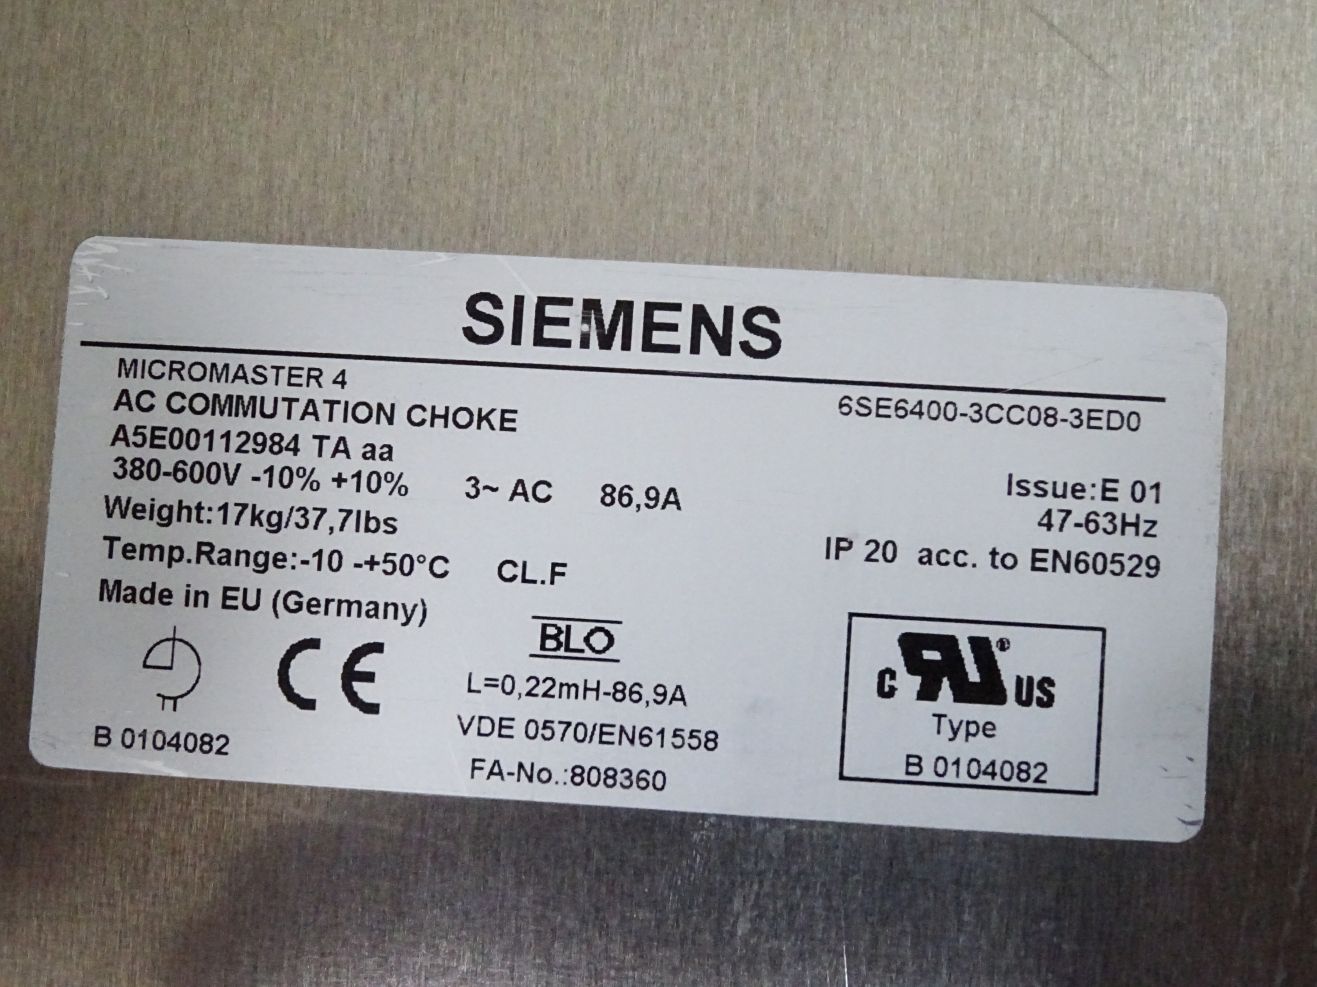 SIEMENS
MICROMASTER 4
AC COMMUTATION CHOKE
6SE6400-3CC08-3ED0
A5E00112984 TA aa
380-600V -10% +10% 3~ AC 86,9A
Issue:E 01
Weight:17kg/37,7lbs
47-63Hz
Temp.Range:-10 -+50°C CL.F
IP 20 acc. to EN60529
Made in EU (Germany)
CE
BLO
L=0,22mH-86,9A
VDE 0570/EN61558
FA-No.:808360
B 0104082
c RU® US
Type
B 0104082